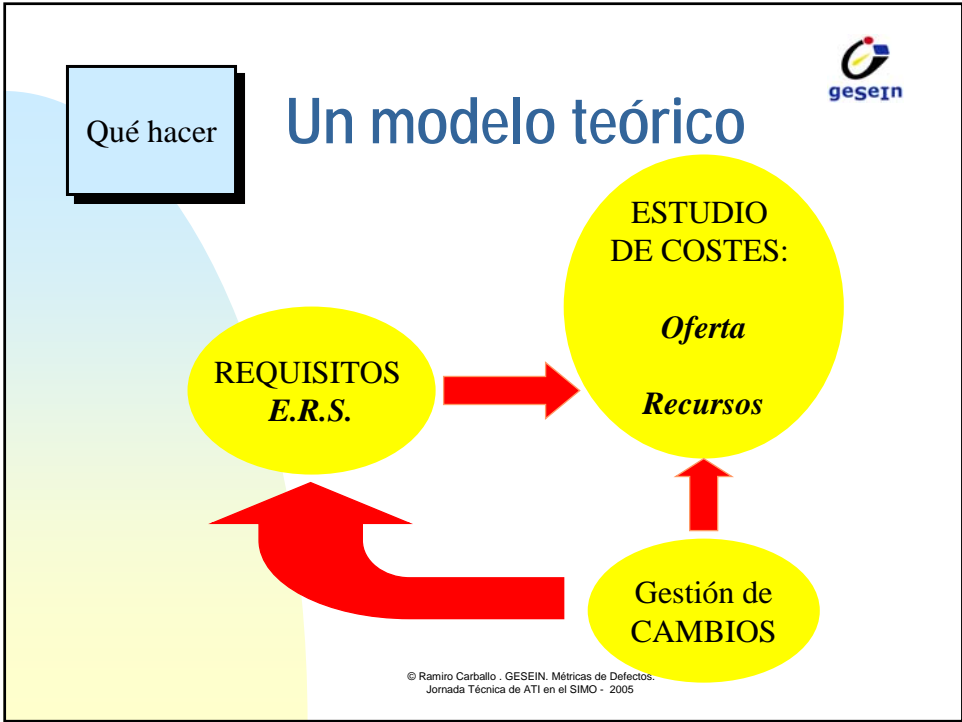 Qué hacer
Un modelo teórico
geseIn
ESTUDIO
DE COSTES:
Oferta
Recursos
REQUISITOS
E.R.S.
Gestión de
CAMBIOS
© Ramiro Carballo . GESEIN. Métricas de Defectos.
Jornada Técnica de ATI en el SIMO - 2005